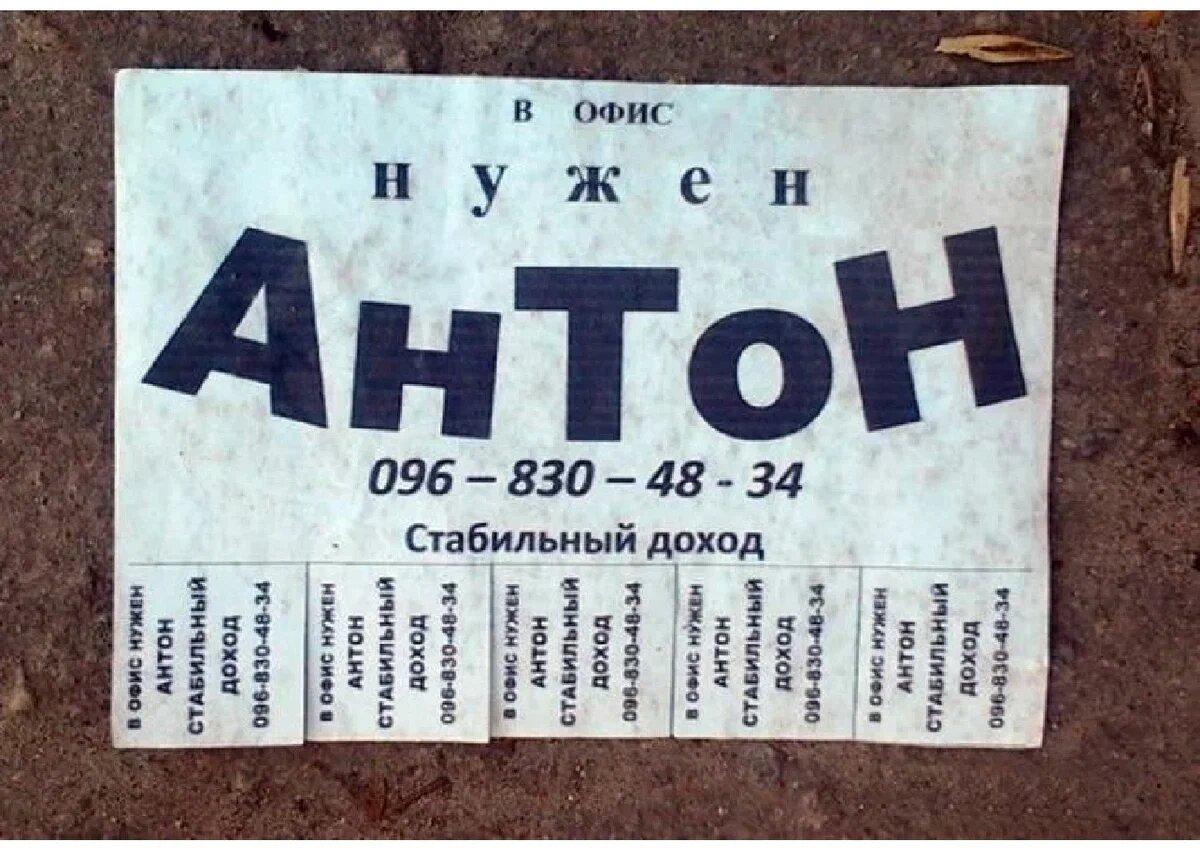 В ОФИС
нужен
АнТоН
096 – 830 – 48 - 34
Стабильный доход
В ОФИС НУЖЕН
АНТОН
СТАБИЛЬНЫЙ
ДОХОД
096-830-48-34
В ОФИС НУЖЕН
АНТОН
СТАБИЛЬНЫЙ
ДОХОД
096-830-48-34
В ОФИС НУЖЕН
АНТОН
СТАБИЛЬНЫЙ
ДОХОД
096-830-48-34
В ОФИС НУЖЕН
АНТОН
СТАБИЛЬНЫЙ
ДОХОД
096-830-48-34
В ОФИС НУЖЕН
АНТОН
СТАБИЛЬНЫЙ
ДОХОД
096-830-48-34